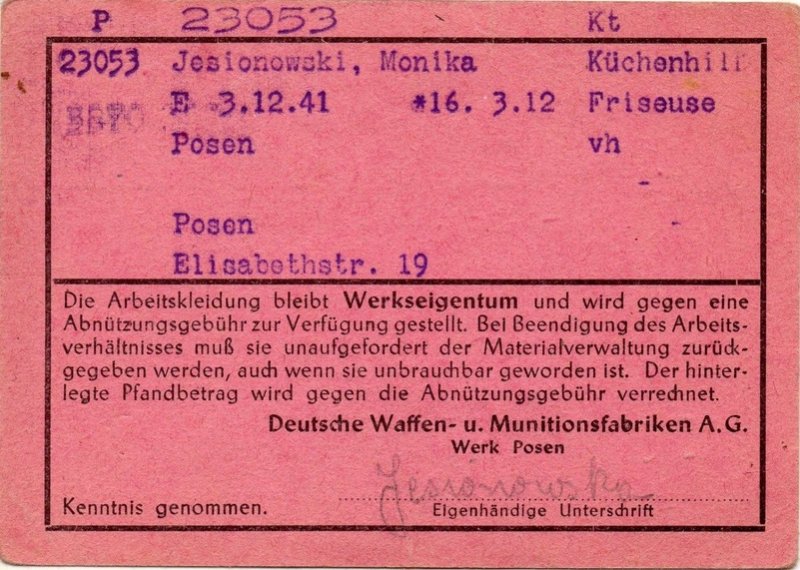 P 23053 Kt
23053 Jesionowski, Monika Küchenhilf
E 3.12.41 *16. 3.12 Friseuse
Posen vh
-
Posen -
Elisabethstr. 19
Die Arbeitskleidung bleibt Werkseigentum und wird gegen eine
Abnützungsgebühr zur Verfügung gestellt. Bei Beendigung des Arbeits-
verhältnisses muß sie unaufgefordert der Materialverwaltung zurück-
gegeben werden, auch wenn sie unbrauchbar geworden ist. Der hinter-
legte Pfandbetrag wird gegen die Abnützungsgebühr verrechnet.
Deutsche Waffen- u. Munitionsfabriken A.G.
Werk Posen
Jesionowska
Kenntnis genommen. Eigenhändige Unterschrift